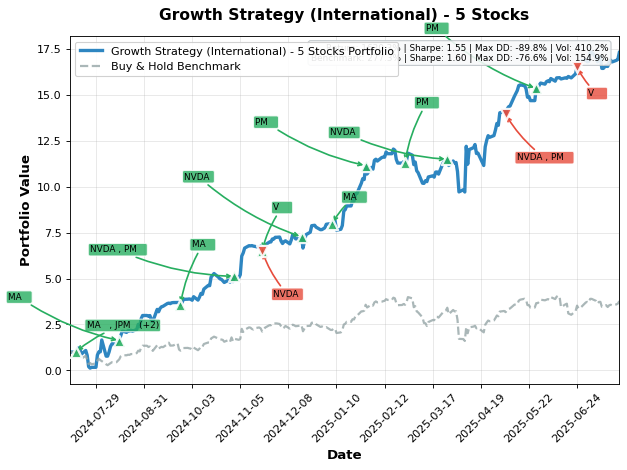 Growth Strategy (International) - 5 Stocks
PM
Growth Strategy (International) - 5 Stocks Portfolio
Buy & Hold Benchmark
| Sharpe: 1.55 | Max DD: -89.8% | Vol: 410.2%
| Sharpe: 1.60 | Max DD: -76.6% | Vol: 154.9%
V
PM
PM
NVDA
NVDA , PM
NVDA
MA
V
MA
NVDA , PM
NVDA
MA
MA , JPM (+2)
17.5
15.0
12.5
10.0
7.5
5.0
2.5
0.0
Portfolio Value
2024-07-29
2024-08-31
2024-10-03
2024-11-05
2024-12-08
2025-01-10
2025-02-12
2025-03-17
2025-04-19
2025-05-22
2025-06-24
Date